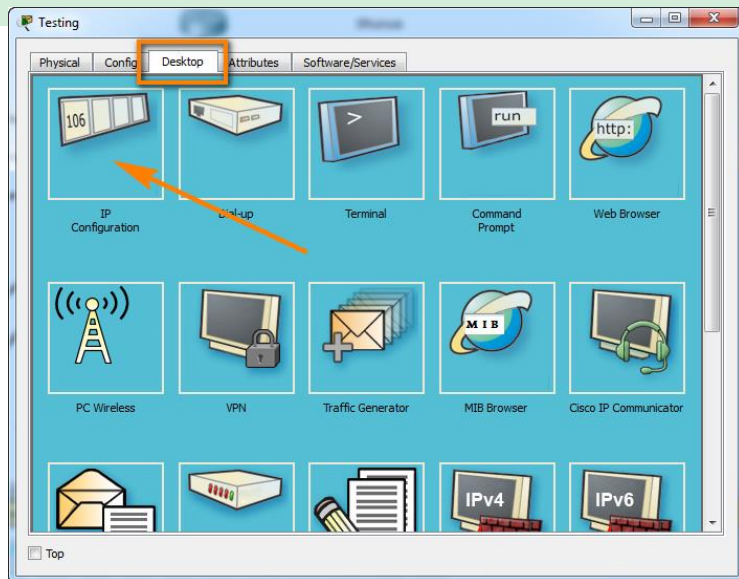 Testing
Physical Config Desktop Attributes Software/Services
106
>
run
http:
IP
Configuration
Dial-up
Terminal
Command
Prompt
Web Browser
MIB
PC Wireless
VPN
Traffic Generator
MIB Browser
Cisco IP Communicator
IPv4
IPv6
Top